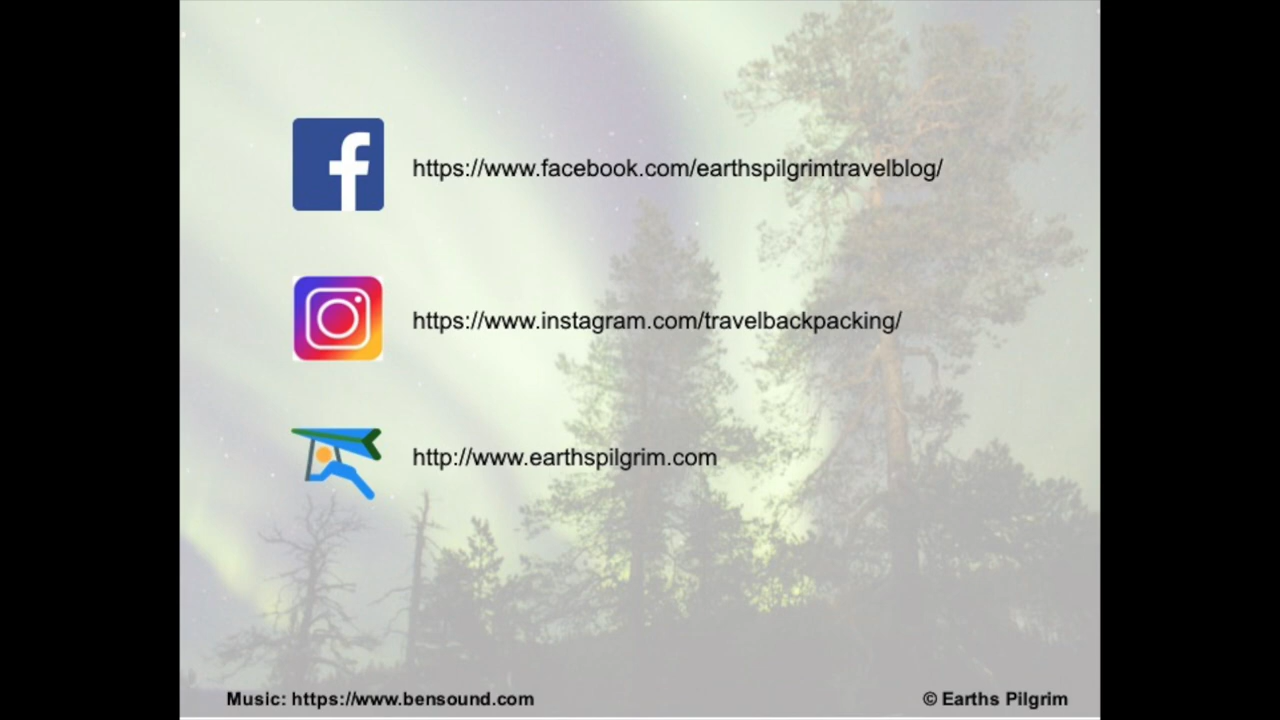 https://www.facebook.com/earthspilgrimtravelblog/
https://www.instagram.com/travelbackpacking/
http://www.earthspilgrim.com
Music: https://www.bensound.com
© Earths Pilgrim